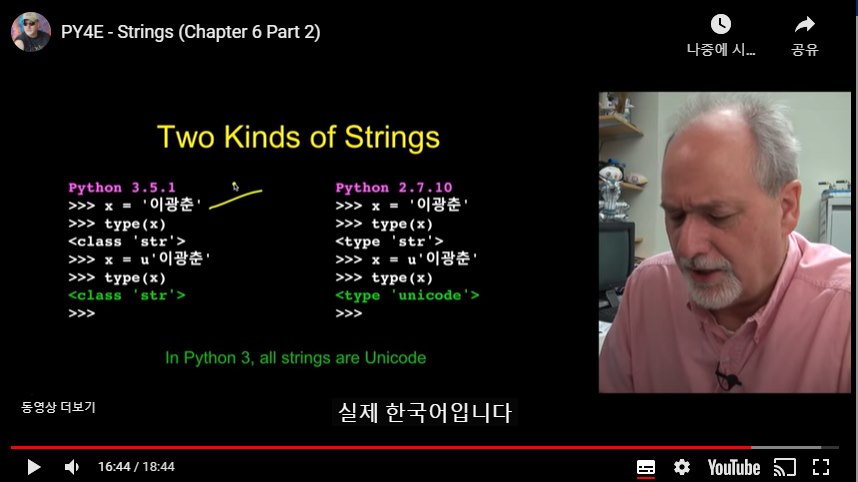 PY4E - Strings (Chapter 6 Part 2)
나중에 시...
공유
Two Kinds of Strings
Python 3.5.1
>>> x = '이광춘'
>>> type(x)
<class 'str'>
>>> x = u'이광춘'
>>> type(x)
<class 'str'>
>>>
Python 2.7.10
>>> x = '이광춘'
>>> type(x)
<type 'str'>
>>> x = u'이광춘'
>>> type(x)
<type 'unicode'>
>>>
In Python 3, all strings are Unicode
동영상 더보기
실제 한국어입니다
16:44 / 18:44
YouTube